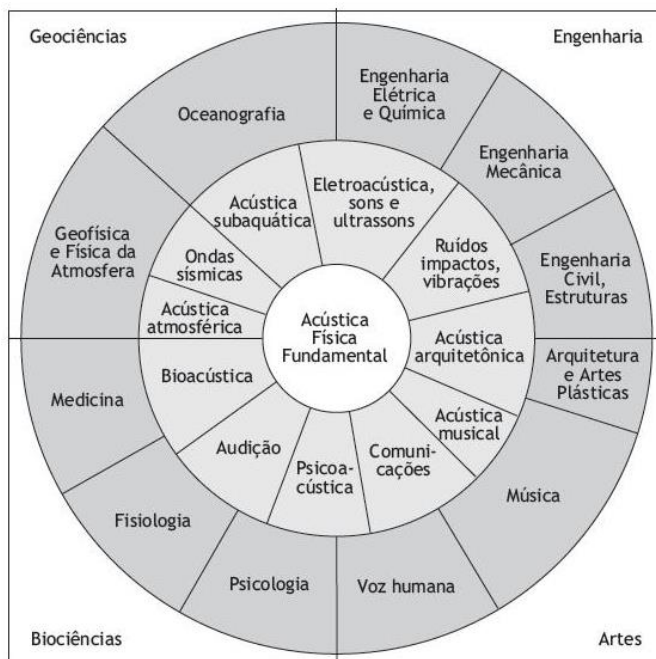 Geociências
Engenharia
Oceanografia
Engenharia
Elétrica
e Química
Engenharia
Mecânica
Engenharia
Civil,
Estruturas
Arquitetura
e Artes
Plásticas
Música
Voz humana
Psicologia
Fisiologia
Medicina
Geofísica
e Física da
Atmosfera
Acústica
subaquática
Eletroacústica,
sons e
ultrassons
Ruídos
impactos,
vibrações
Acústica
arquitetônica
Acústica
musical
Comuni-
cações
Psicoa-
cústica
Audição
Bioacústica
Acústica
atmosférica
Ondas
sísmicas
Acústica
Física
Fundamental
Biociências
Artes